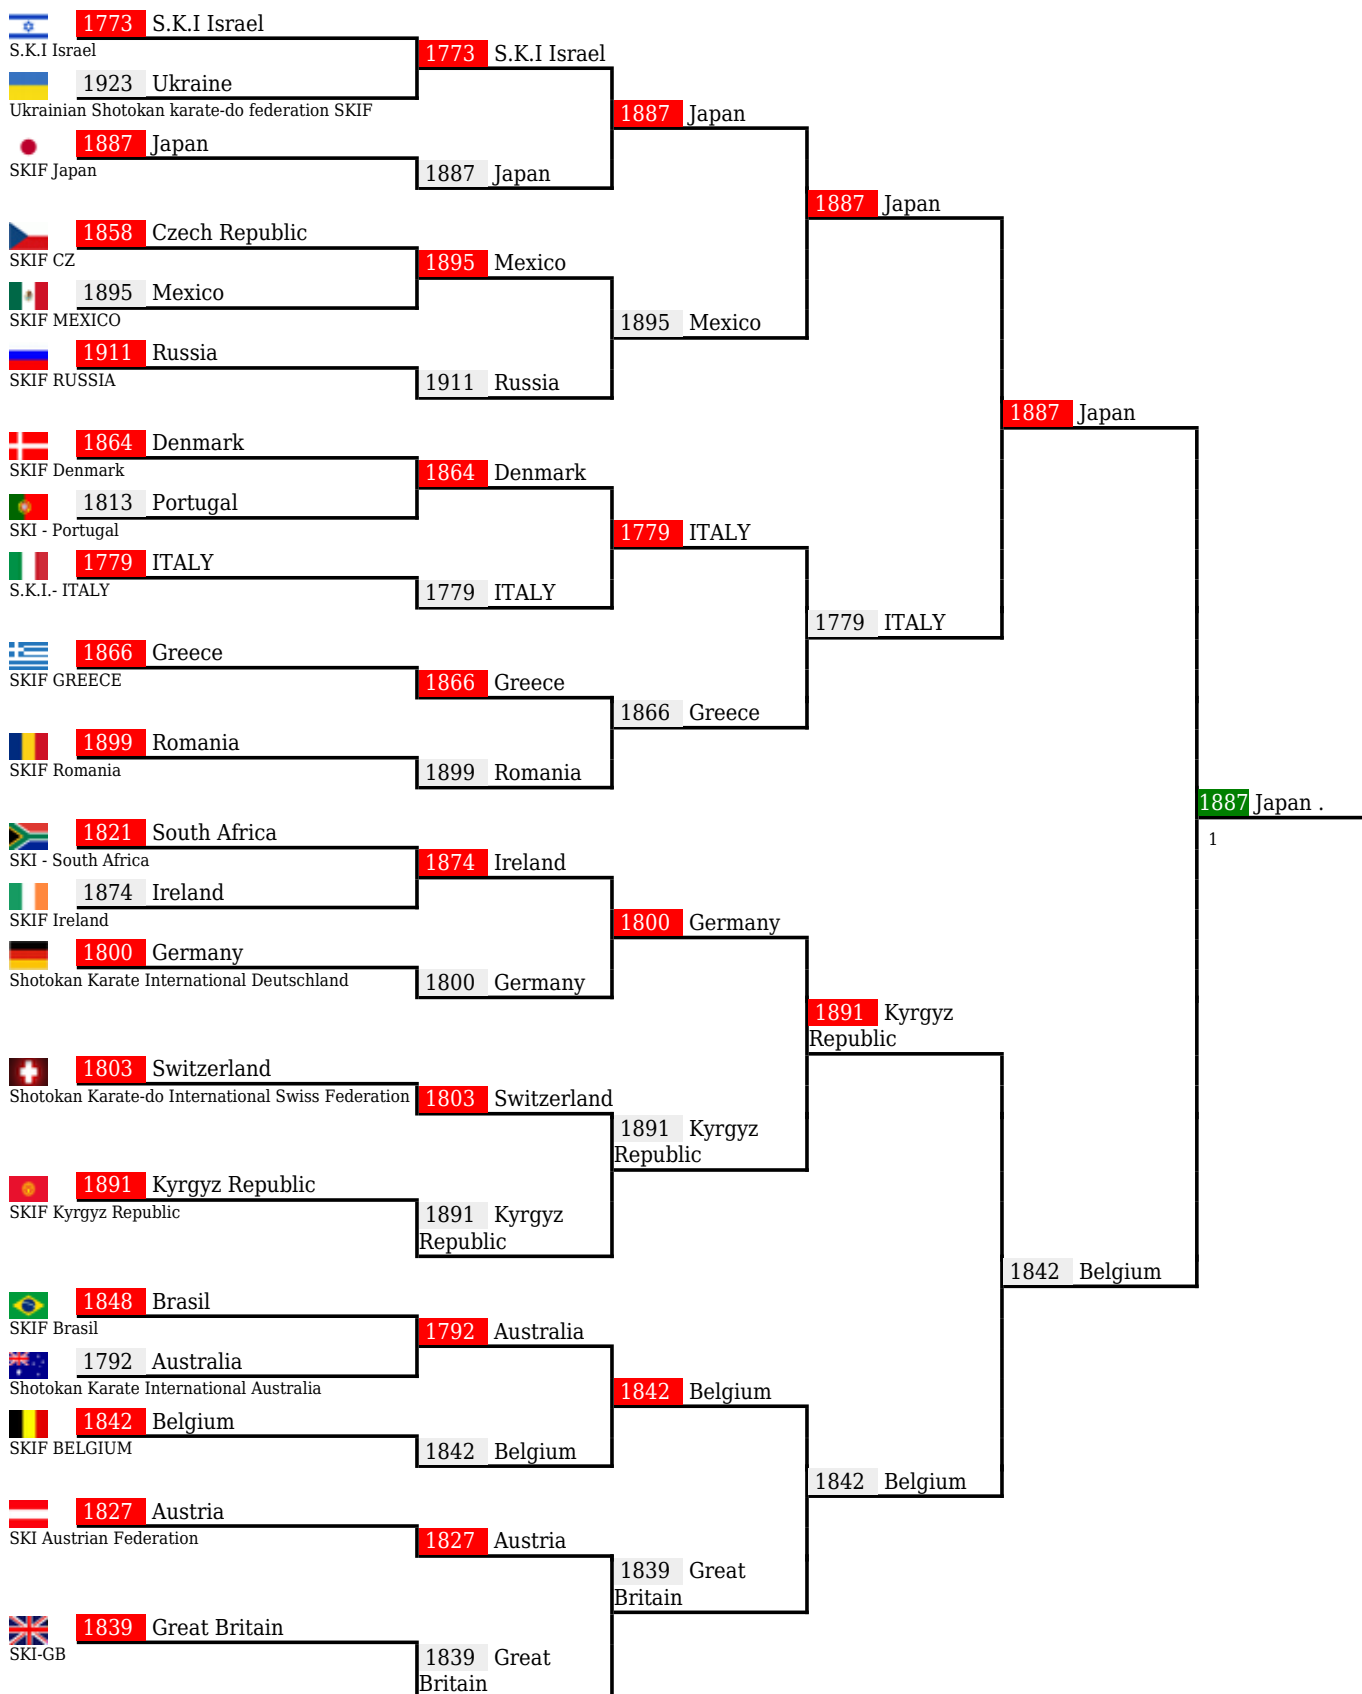 1773 S.K.I Israel
S.K.I Israel
1773 S.K.I Israel
1923 Ukraine
Ukrainian Shotokan karate-do federation SKIF
1887 Japan
1887 Japan
SKIF Japan
1887 Japan
1887 Japan
1858 Czech Republic
SKIF CZ
1895 Mexico
1895 Mexico
SKIF MEXICO
1895 Mexico
1911 Russia
SKIF RUSSIA
1911 Russia
1887 Japan
1864 Denmark
SKIF Denmark
1864 Denmark
1813 Portugal
SKI - Portugal
1779 ITALY
1779 ITALY
S.K.I.- ITALY
1779 ITALY
1779 ITALY
1866 Greece
SKIF GREECE
1866 Greece
1866 Greece
1899 Romania
SKIF Romania
1899 Romania
1887 Japan .
1
1821 South Africa
SKI - South Africa
1874 Ireland
1874 Ireland
SKIF Ireland
1800 Germany
1800 Germany
Shotokan Karate International Deutschland
1800 Germany
1891 Kyrgyz
Republic
1803 Switzerland
Shotokan Karate-do International Swiss Federation
1803 Switzerland
1891 Kyrgyz
Republic
1891 Kyrgyz Republic
SKIF Kyrgyz Republic
1891 Kyrgyz
Republic
1842 Belgium
1848 Brasil
SKIF Brasil
1792 Australia
1792 Australia
Shotokan Karate International Australia
1842 Belgium
1842 Belgium
SKIF BELGIUM
1842 Belgium
1842 Belgium
1827 Austria
SKI Austrian Federation
1827 Austria
1839 Great
Britain
1839 Great Britain
SKI-GB
1839 Great
Britain